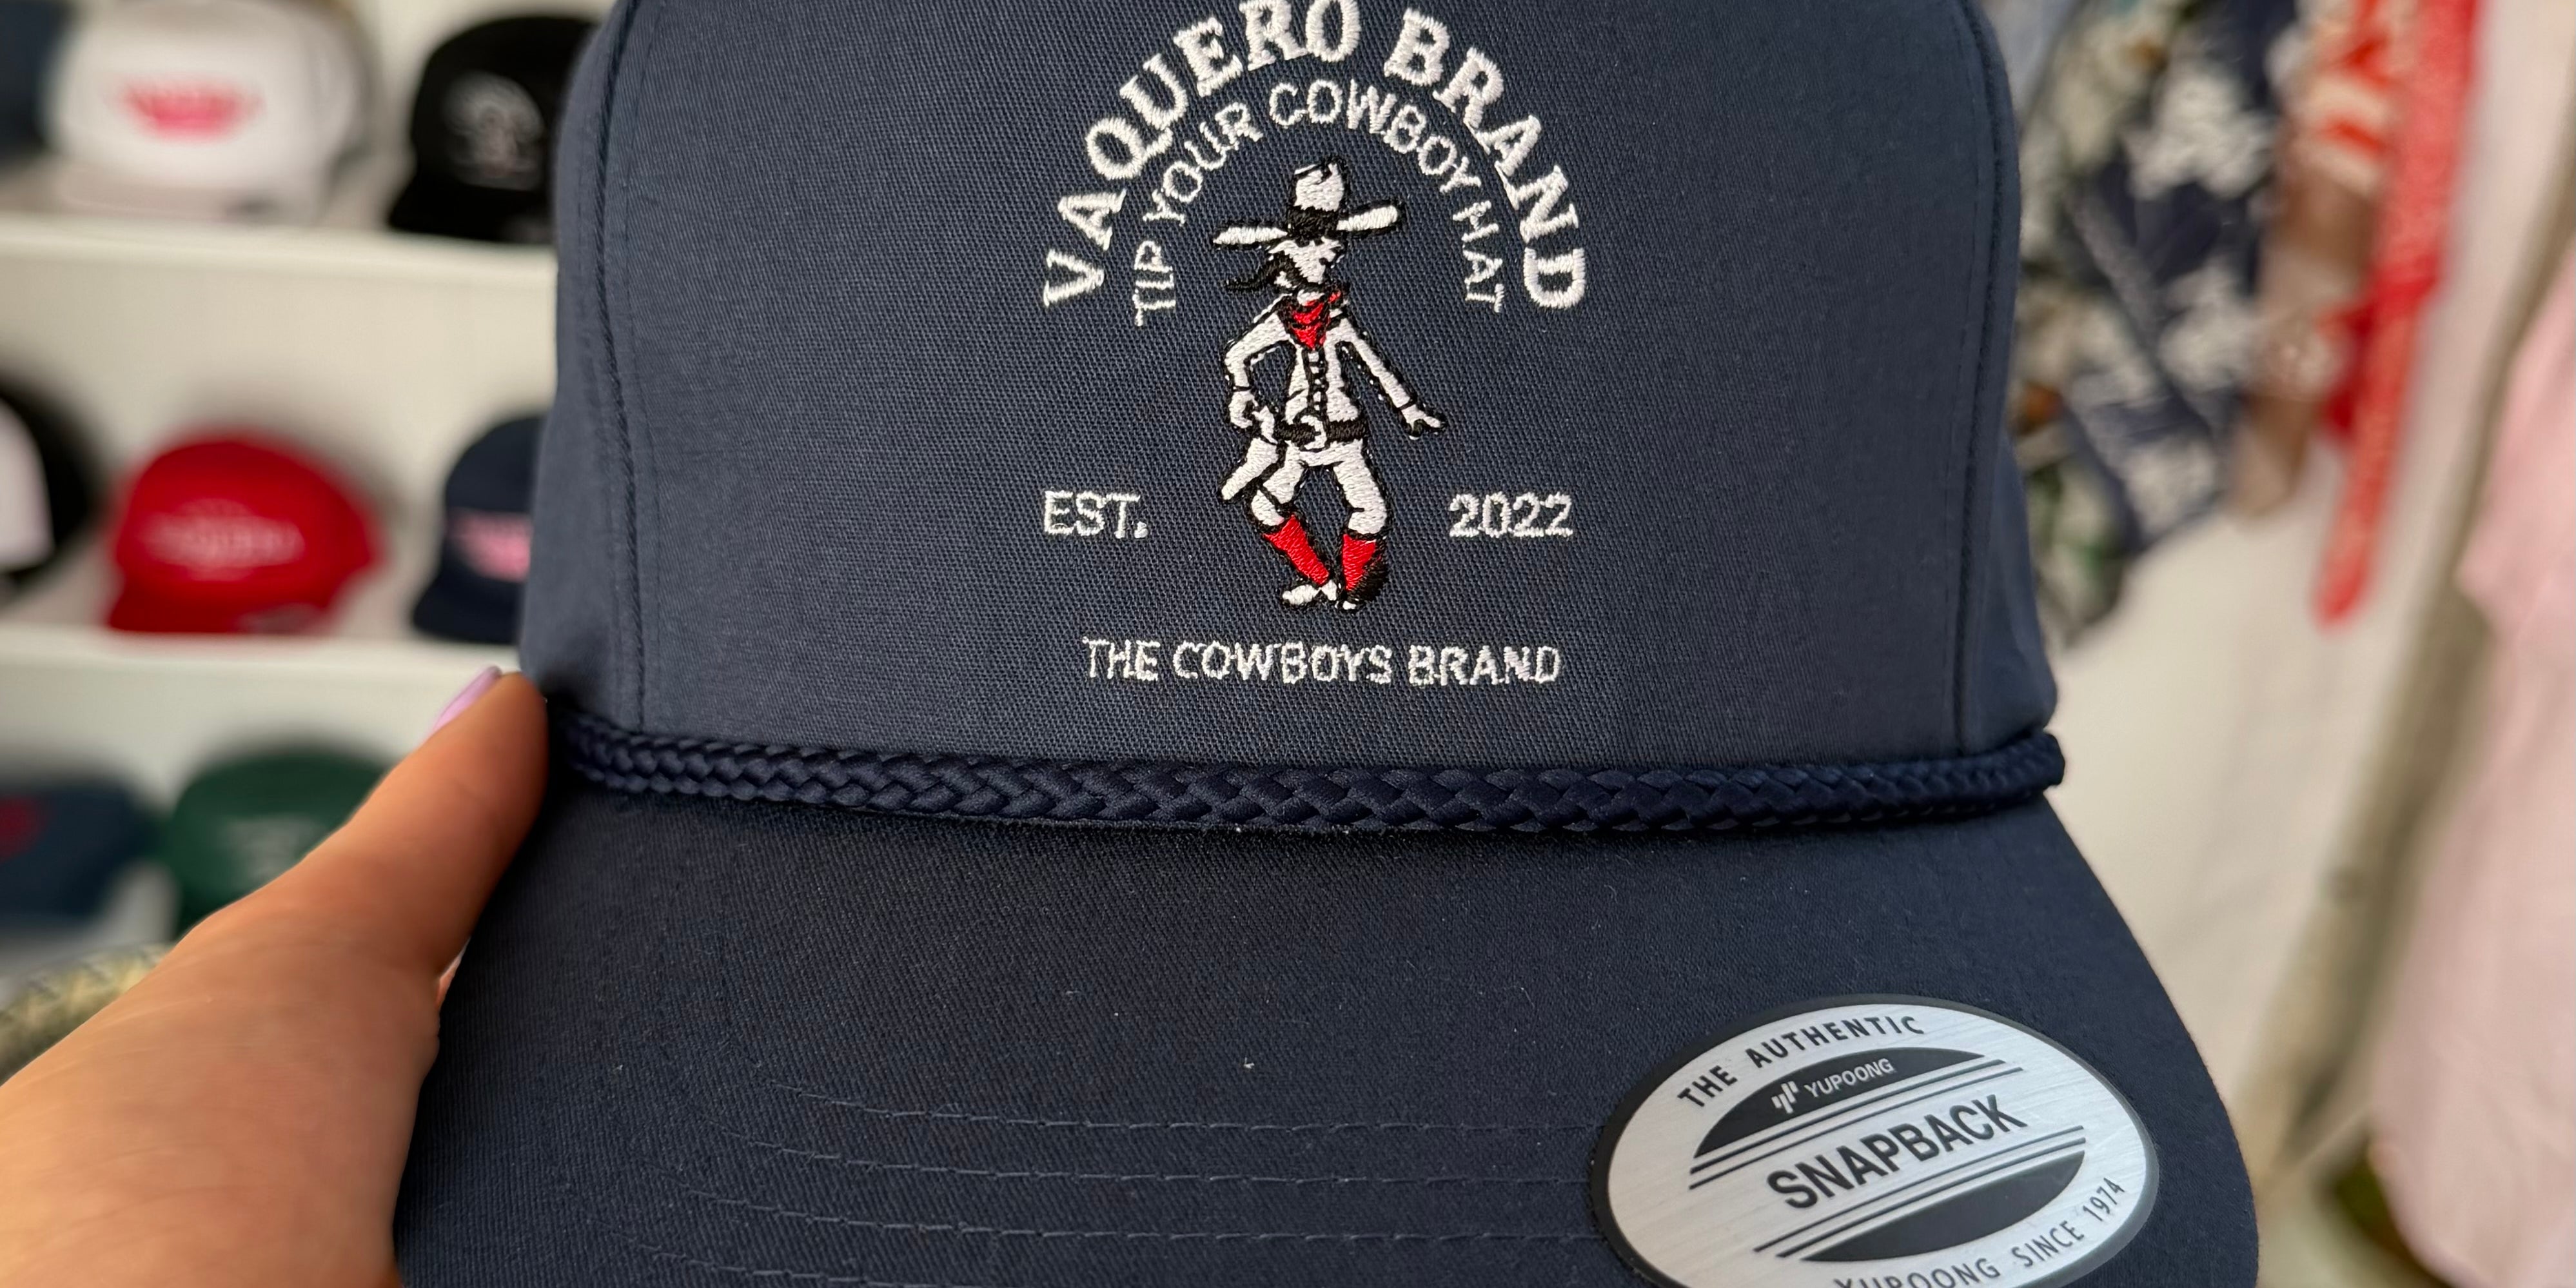 VAQUERO BRAND
TIP YOUR COWBOY HAT
EST. 2022
THE COWBOYS BRAND
THE AUTHENTIC
YUPOONG
SNAPBACK
YUPOONG SINCE 1974